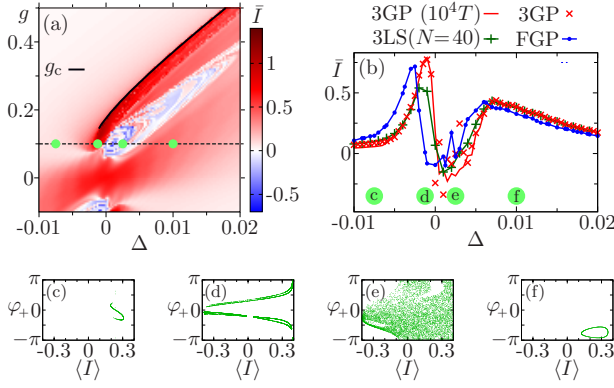 g
(a)
Ī
0.4
g_c
0.2
0
-0.01
0
0.01
0.02
Δ
1
0.5
0
-0.5
3GP (10⁴T)
3GP
3LS(N=40)
FGP
Ī
(b)
0.4
0
c
d
e
f
-0.01
0
0.01
0.02
Δ
(c)
π
φ₊ 0
−π
-0.3
0
0.3
⟨I⟩
(d)
π
φ₊ 0
−π
-0.3
0
0.3
⟨I⟩
(e)
π
φ₊ 0
−π
-0.3
0
0.3
⟨I⟩
(f)
π
φ₊ 0
−π
-0.3
0
0.3
⟨I⟩